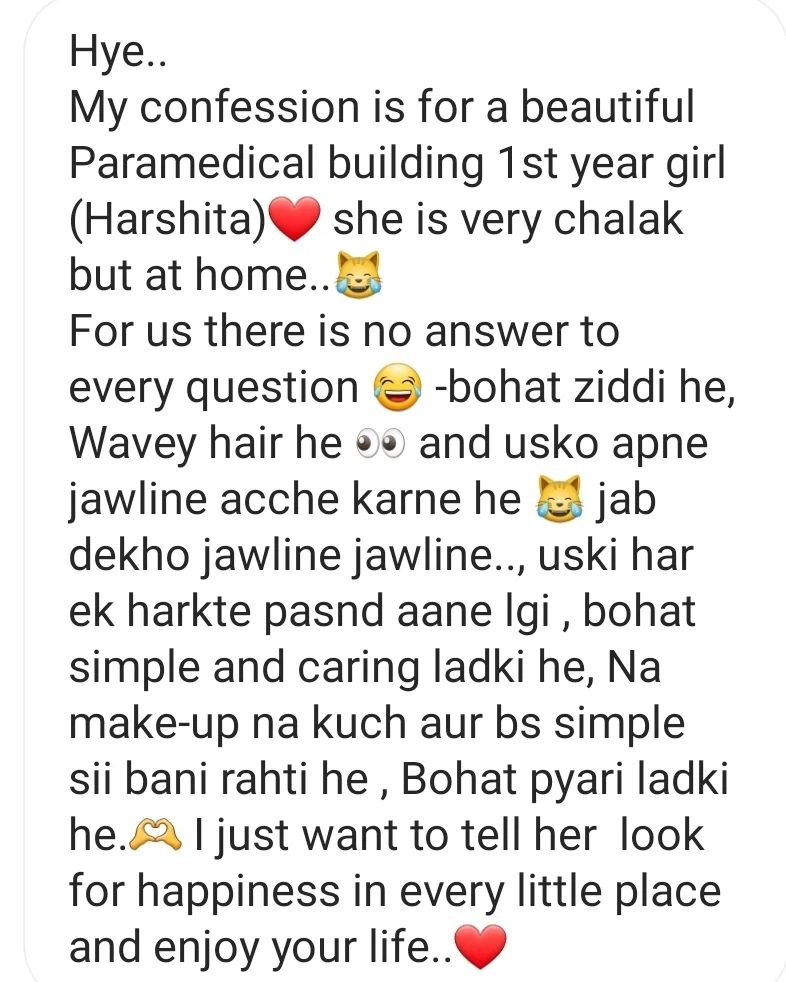 Hye..
My confession is for a beautiful
Paramedical building 1st year girl
(Harshita)❤️ she is very chalak
but at home..😹
For us there is no answer to
every question 😂 -bohat ziddi he,
Wavey hair he 👀 and usko apne
jawline acche karne he 😹 jab
dekho jawline jawline.., uski har
ek harkte pasnd aane lgi , bohat
simple and caring ladki he, Na
make-up na kuch aur bs simple
sii bani rahti he , Bohat pyari ladki
he.🫶 I just want to tell her  look
for happiness in every little place
and enjoy your life..❤️